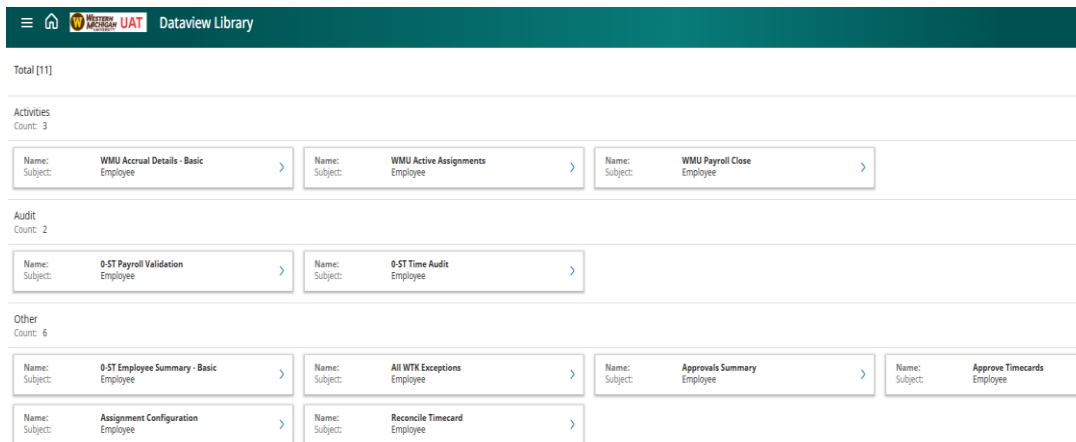 WESTERN MICHIGAN UNIVERSITY UAT Dataview Library
Total [11]
Activities
Count: 3
Name: WMU Accrual Details - Basic
Subject: Employee
Name: WMU Active Assignments
Subject: Employee
Name: WMU Payroll Close
Subject: Employee
Audit
Count: 2
Name: 0-ST Payroll Validation
Subject: Employee
Name: 0-ST Time Audit
Subject: Employee
Other
Count: 6
Name: 0-ST Employee Summary - Basic
Subject: Employee
Name: All WTK Exceptions
Subject: Employee
Name: Approvals Summary
Subject: Employee
Name: Approve Timecards
Subject: Employee
Name: Assignment Configuration
Subject: Employee
Name: Reconcile Timecard
Subject: Employee